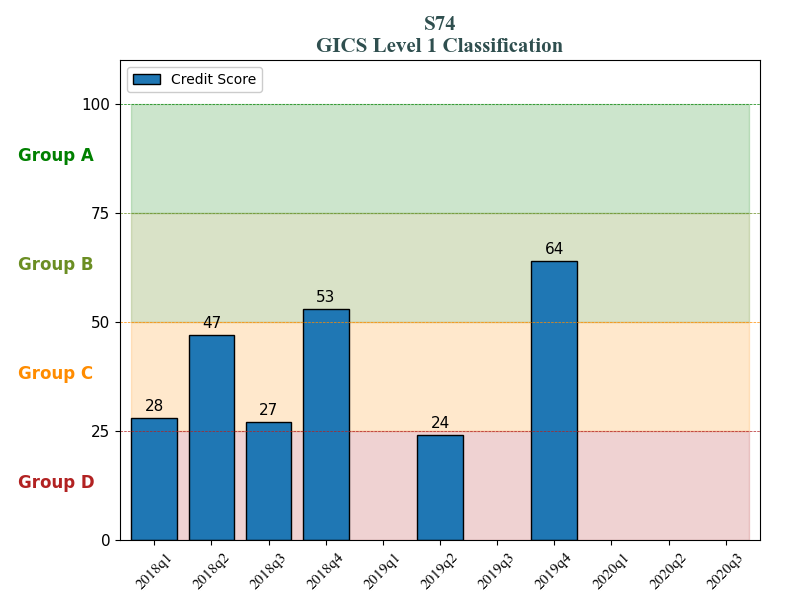 S74
GICS Level 1 Classification
Credit Score
100
Group A
75
Group B
64
53
50
47
Group C
28
27
25
24
Group D
0
2018q1
2018q2
2018q3
2018q4
2019q1
2019q2
2019q3
2019q4
2020q1
2020q2
2020q3